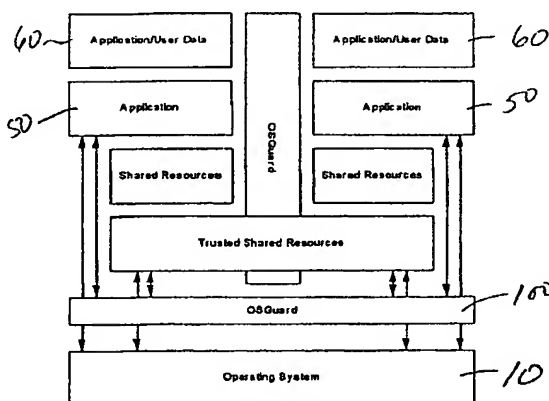 60 Application/User Data Application/User Data 60
50 Application Application 50
OSGuard
Shared Resources Shared Resources
Trusted Shared Resources
OSGuard 100
Operating System 10